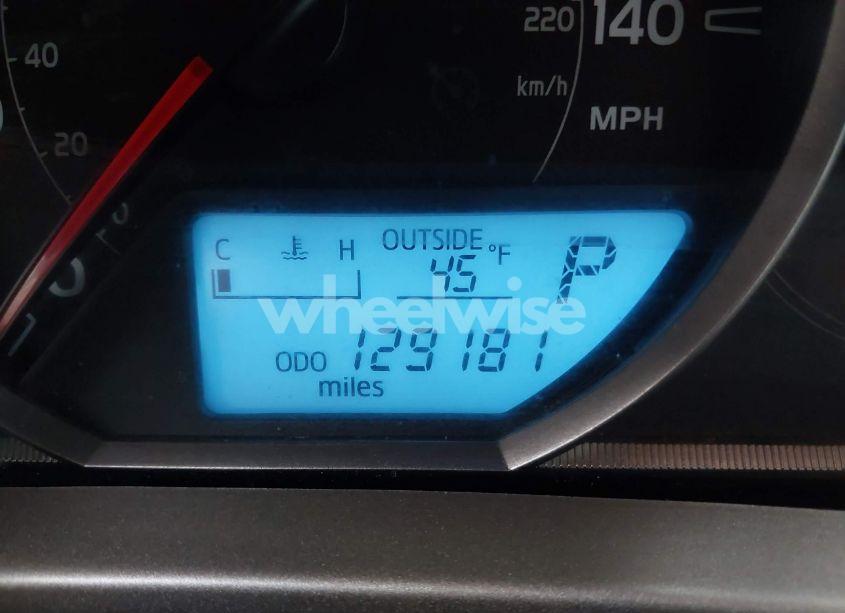 220 140
40
km/h
MPH
20
C H OUTSIDE °F P
45
wheelwise
ODO 129181
miles